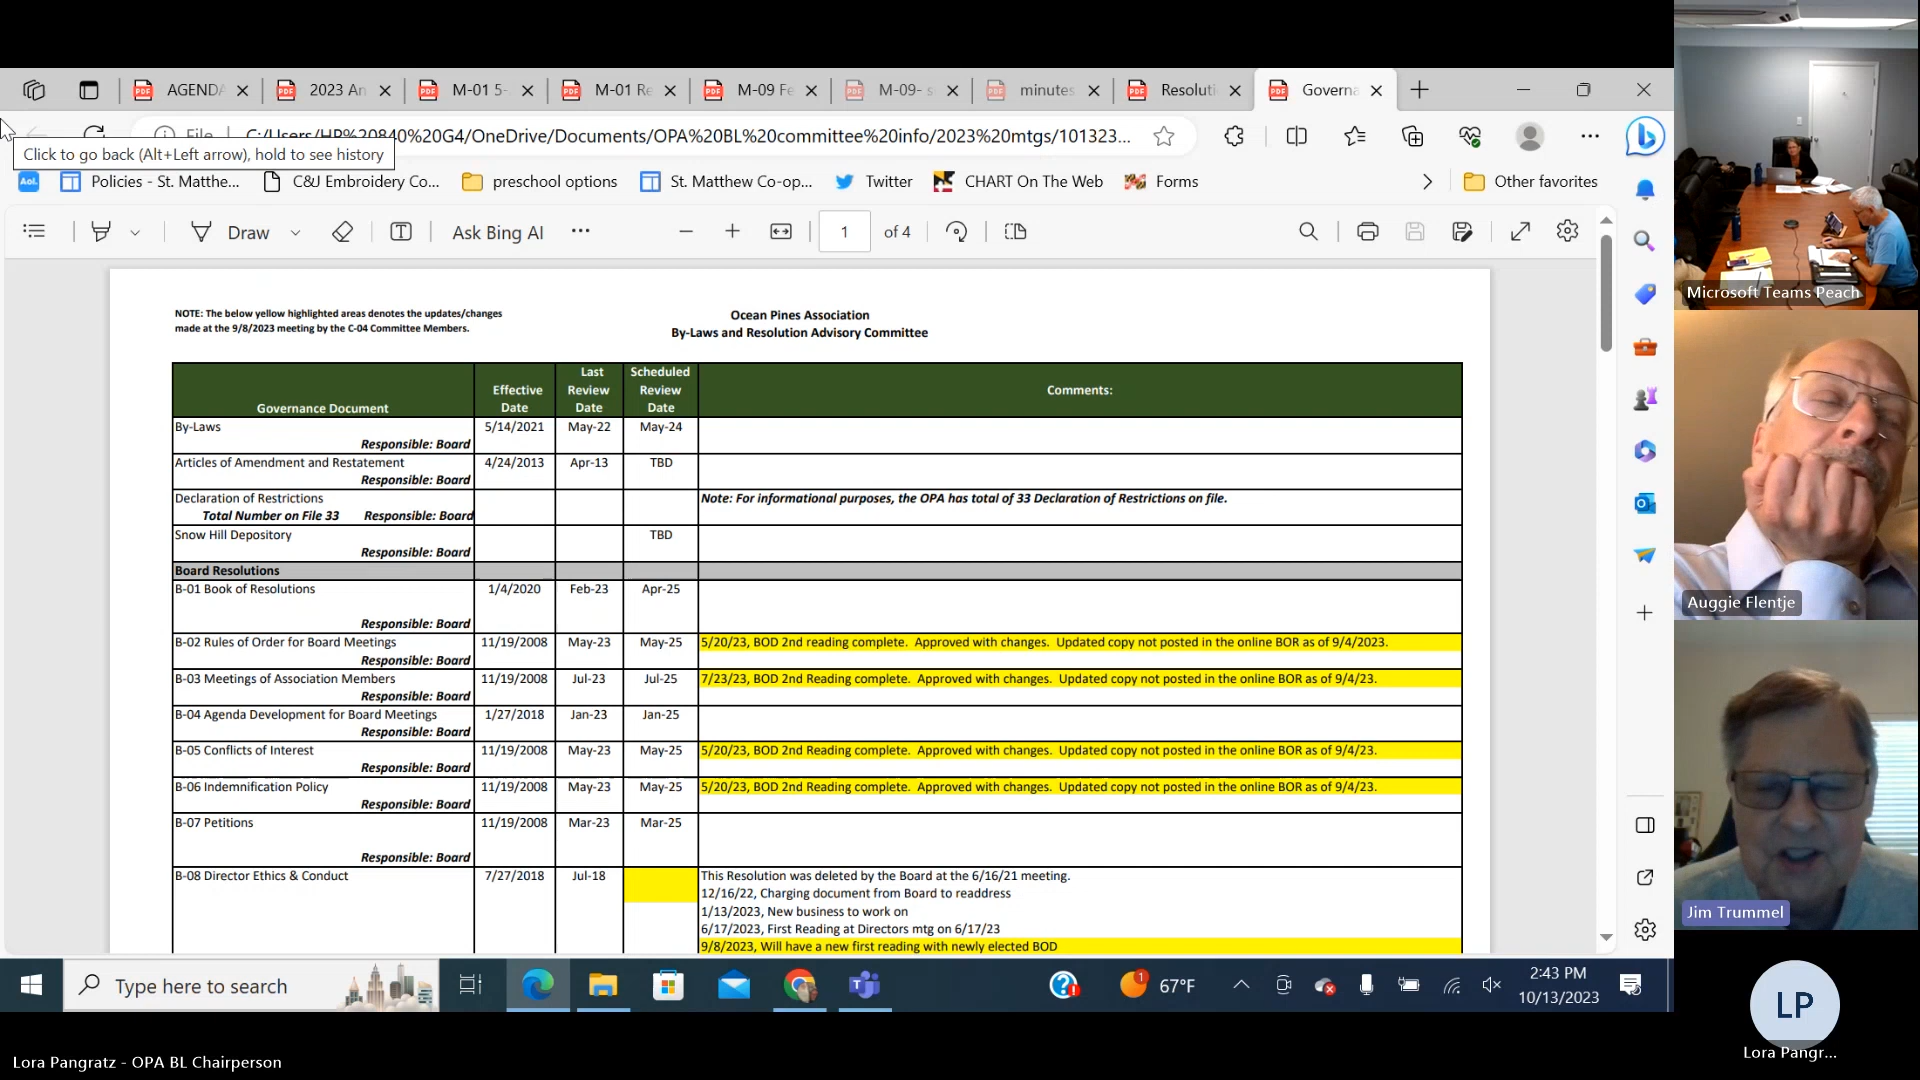 AGENDA
2023 An
M-01 5-
M-01 Re
M-09 Fe
M-09- s
minutes
Resoluti
Governa
File
C:/Users/HP%20840%20G4/OneDrive/Documents/OPA%20BL%20committee%20info/2023%20mtgs/101323...
Click to go back (Alt+Left arrow), hold to see history
Aol.
Policies - St. Matthe...
C&J Embroidery Co...
preschool options
St. Matthew Co-op...
Twitter
CHART On The Web
Forms
Other favorites
Draw
Ask Bing AI
1
of 4
NOTE: The below yellow highlighted areas denotes the updates/changes
made at the 9/8/2023 meeting by the C-04 Committee Members.
Ocean Pines Association
By-Laws and Resolution Advisory Committee
Governance Document
Effective
Date
Last
Review
Date
Scheduled
Review
Date
Comments:
By-Laws 5/14/2021 May-22 May-24
Responsible: Board
Articles of Amendment and Restatement 4/24/2013 Apr-13 TBD
Responsible: Board
Declaration of Restrictions Note: For informational purposes, the OPA has total of 33 Declaration of Restrictions on file.
Total Number on File 33 Responsible: Board
Snow Hill Depository TBD
Responsible: Board
Board Resolutions
B-01 Book of Resolutions 1/4/2020 Feb-23 Apr-25
Responsible: Board
B-02 Rules of Order for Board Meetings 11/19/2008 May-23 May-25 5/20/23, BOD 2nd reading complete. Approved with changes. Updated copy not posted in the online BOR as of 9/4/2023.
Responsible: Board
B-03 Meetings of Association Members 11/19/2008 Jul-23 Jul-25 7/23/23, BOD 2nd Reading complete. Approved with changes. Updated copy not posted in the online BOR as of 9/4/23.
Responsible: Board
B-04 Agenda Development for Board Meetings 1/27/2018 Jan-23 Jan-25
Responsible: Board
B-05 Conflicts of Interest 11/19/2008 May-23 May-25 5/20/23, BOD 2nd Reading complete. Approved with changes. Updated copy not posted in the online BOR as of 9/4/23.
Responsible: Board
B-06 Indemnification Policy 11/19/2008 May-23 May-25 5/20/23, BOD 2nd Reading complete. Approved with changes. Updated copy not posted in the online BOR as of 9/4/23.
Responsible: Board
B-07 Petitions 11/19/2008 Mar-23 Mar-25
Responsible: Board
B-08 Director Ethics & Conduct 7/27/2018 Jul-18 This Resolution was deleted by the Board at the 6/16/21 meeting.
12/16/22, Charging document from Board to readdress
1/13/2023, New business to work on
6/17/2023, First Reading at Directors mtg on 6/17/23
9/8/2023, Will have a new first reading with newly elected BOD
Type here to search
1
67°F
2:43 PM
10/13/2023
Microsoft Teams Peach
Auggie Flentje
Jim Trummel
LP
Lora Pangr...
Lora Pangratz - OPA BL Chairperson